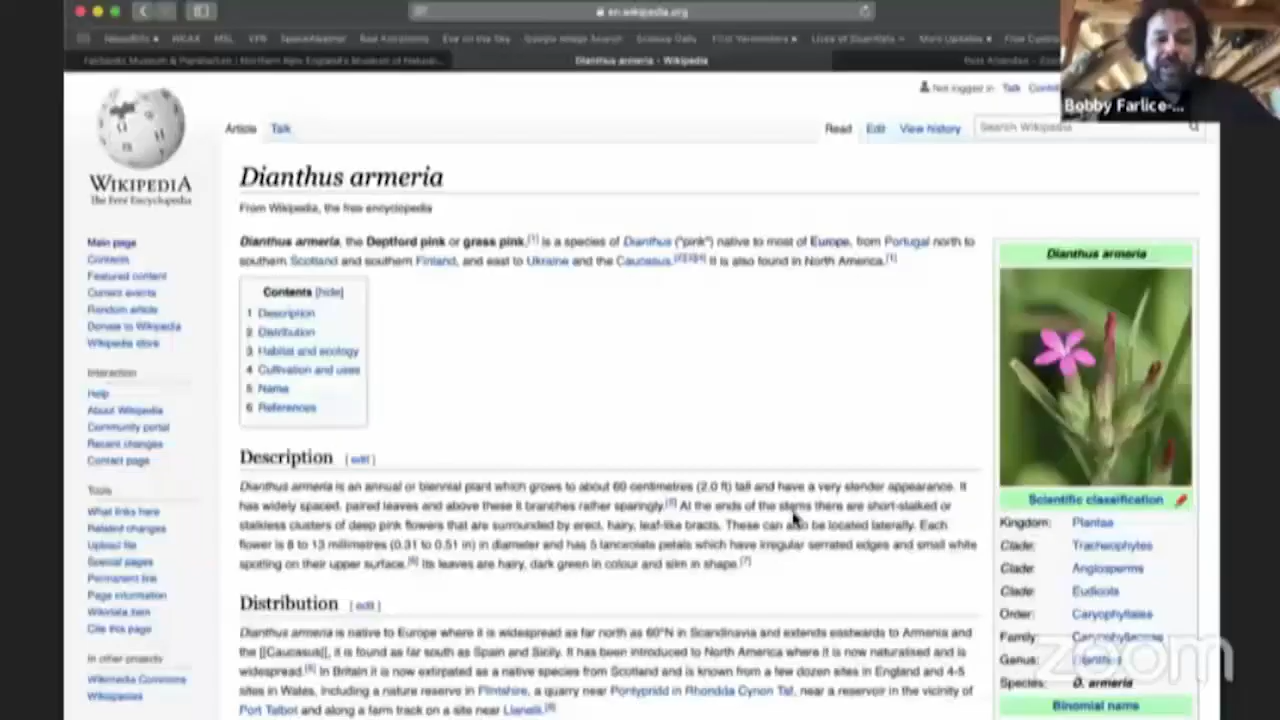 en.wikipedia.org
Dianthus armeria - Wikipedia
Bobby Farlice-...
Not logged in Talk
Article Talk
Read Edit View history Search Wikipedia
WIKIPEDIA
The Free Encyclopedia
Dianthus armeria
From Wikipedia, the free encyclopedia
Dianthus armeria, the Deptford pink or grass pink,[1] is a species of Dianthus ("pink") native to most of Europe, from Portugal north to
southern Scotland and southern Finland, and east to Ukraine and the Caucasus.[2][3][4] It is also found in North America.[1]
Main page
Contents
Featured content
Current events
Random article
Donate to Wikipedia
Wikipedia store
Interaction
Help
About Wikipedia
Community portal
Recent changes
Contact page
Tools
What links here
Related changes
Upload file
Special pages
Permanent link
Page information
Wikidata item
Cite this page
In other projects
Wikimedia Commons
Wikispecies
Contents [hide]
1 Description
2 Distribution
3 Habitat and ecology
4 Cultivation and uses
5 Name
6 References
Description [ edit ]
Dianthus armeria is an annual or biennial plant which grows to about 60 centimetres (2.0 ft) tall and have a very slender appearance. It
has widely spaced, paired leaves and above these it branches rather sparingly.[5] At the ends of the stems there are short-stalked or
stalkless clusters of deep pink flowers that are surrounded by erect, hairy, leaf-like bracts. These can also be located laterally. Each
flower is 8 to 13 millimetres (0.31 to 0.51 in) in diameter and has 5 lanceolate petals which have irregular serrated edges and small white
spotting on their upper surface.[6] Its leaves are hairy, dark green in colour and slim in shape.[7]
Distribution [ edit ]
Dianthus armeria is native to Europe where it is widespread as far north as 60°N in Scandinavia and extends eastwards to Armenia and
the [[Caucasus]], it is found as far south as Spain and Sicily. It has been introduced to North America where it is now naturalised and is
widespread.[5] In Britain it is now extirpated as a native species from Scotland and is known from a few dozen sites in England and 4-5
sites in Wales, including a nature reserve in Flintshire, a quarry near Pontypridd in Rhondda Cynon Taf, near a reservoir in the vicinity of
Port Talbot and along a farm track on a site near Llanelli.[8]
Dianthus armeria
Scientific classification
Kingdom: Plantae
Clade: Tracheophytes
Clade: Angiosperms
Clade: Eudicots
Order: Caryophyllales
Family: Caryophyllaceae
Genus: Dianthus
Species: D. armeria
Binomial name
zoom